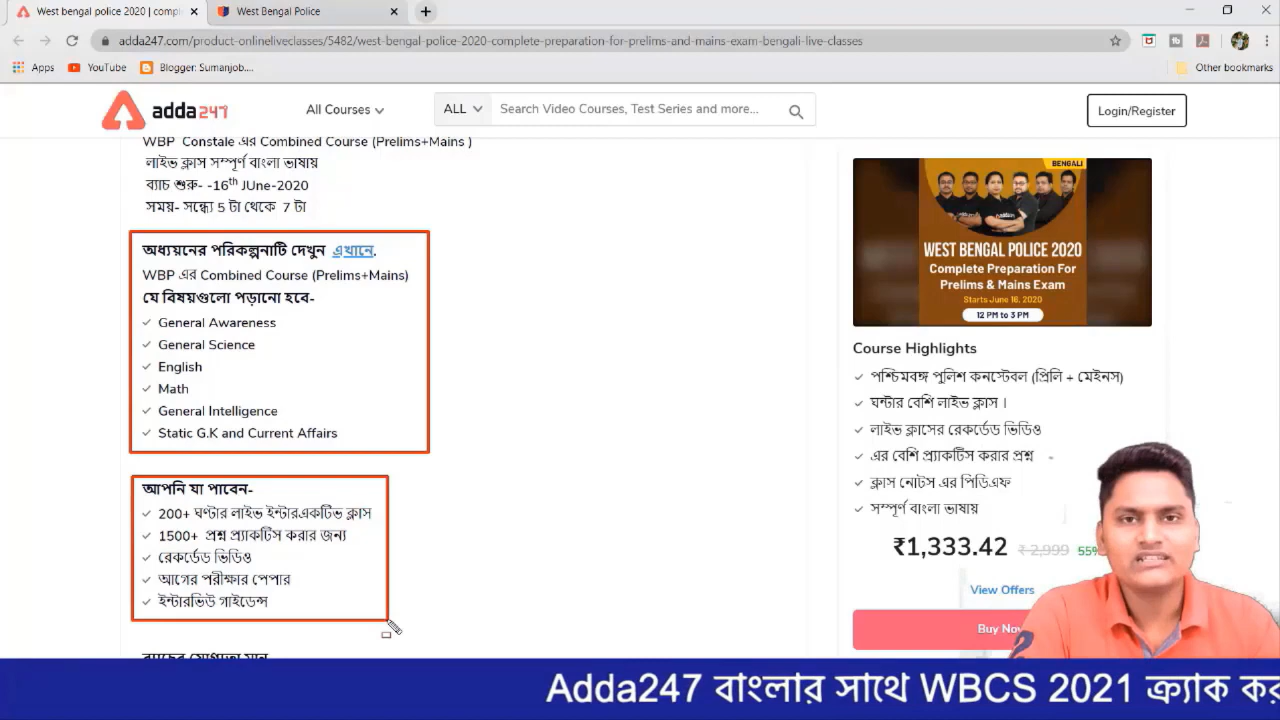 West bengal police 2020 | compl
West Bengal Police
adda247.com/product-onlineliveclasses/5482/west-bengal-police-2020-complete-preparation-for-prelims-and-mains-exam-bengali-live-classes
Apps
YouTube
Blogger: Sumanjob....
Other bookmarks
adda247
All Courses
ALL
Search Video Courses, Test Series and more...
Login/Register
WBP Constale এর Combined Course (Prelims+Mains )
লাইভ ক্লাস সম্পূর্ণ বাংলা ভাষায়
ব্যাচ শুরু- -16th JUne-2020
সময়- সন্ধ্যে 5 টা থেকে 7 টা
অধ্যয়নের পরিকল্পনাটি দেখুন এখানে.
WBP এর Combined Course (Prelims+Mains)
যে বিষয়গুলো পড়ানো হবে-
General Awareness
General Science
English
Math
General Intelligence
Static G.K and Current Affairs
আপনি যা পাবেন-
200+ ঘণ্টার লাইভ ইন্টারএকটিভ ক্লাস
1500+ প্রশ্ন প্র্যাকটিস করার জন্য
রেকর্ডেড ভিডিও
আগের পরীক্ষার পেপার
ইন্টারভিউ গাইডেন্স
BENGALI
WEST BENGAL POLICE 2020
Complete Preparation For
Prelims & Mains Exam
Starts June 16, 2020
12 PM to 3 PM
Course Highlights
পশ্চিমবঙ্গ পুলিশ কনস্টেবল (প্রিলি + মেইনস)
ঘন্টার বেশি লাইভ ক্লাস ।
লাইভ ক্লাসের রেকর্ডেড ভিডিও
এর বেশি প্র্যাকটিস করার প্রশ্ন
ক্লাস নোটস এর পিডিএফ
সম্পূর্ণ বাংলা ভাষায়
₹1,333.42 ₹ 2,999 55%
View Offers
Buy Now
Adda247 বাংলার সাথে WBCS 2021 ক্র্যাক কর